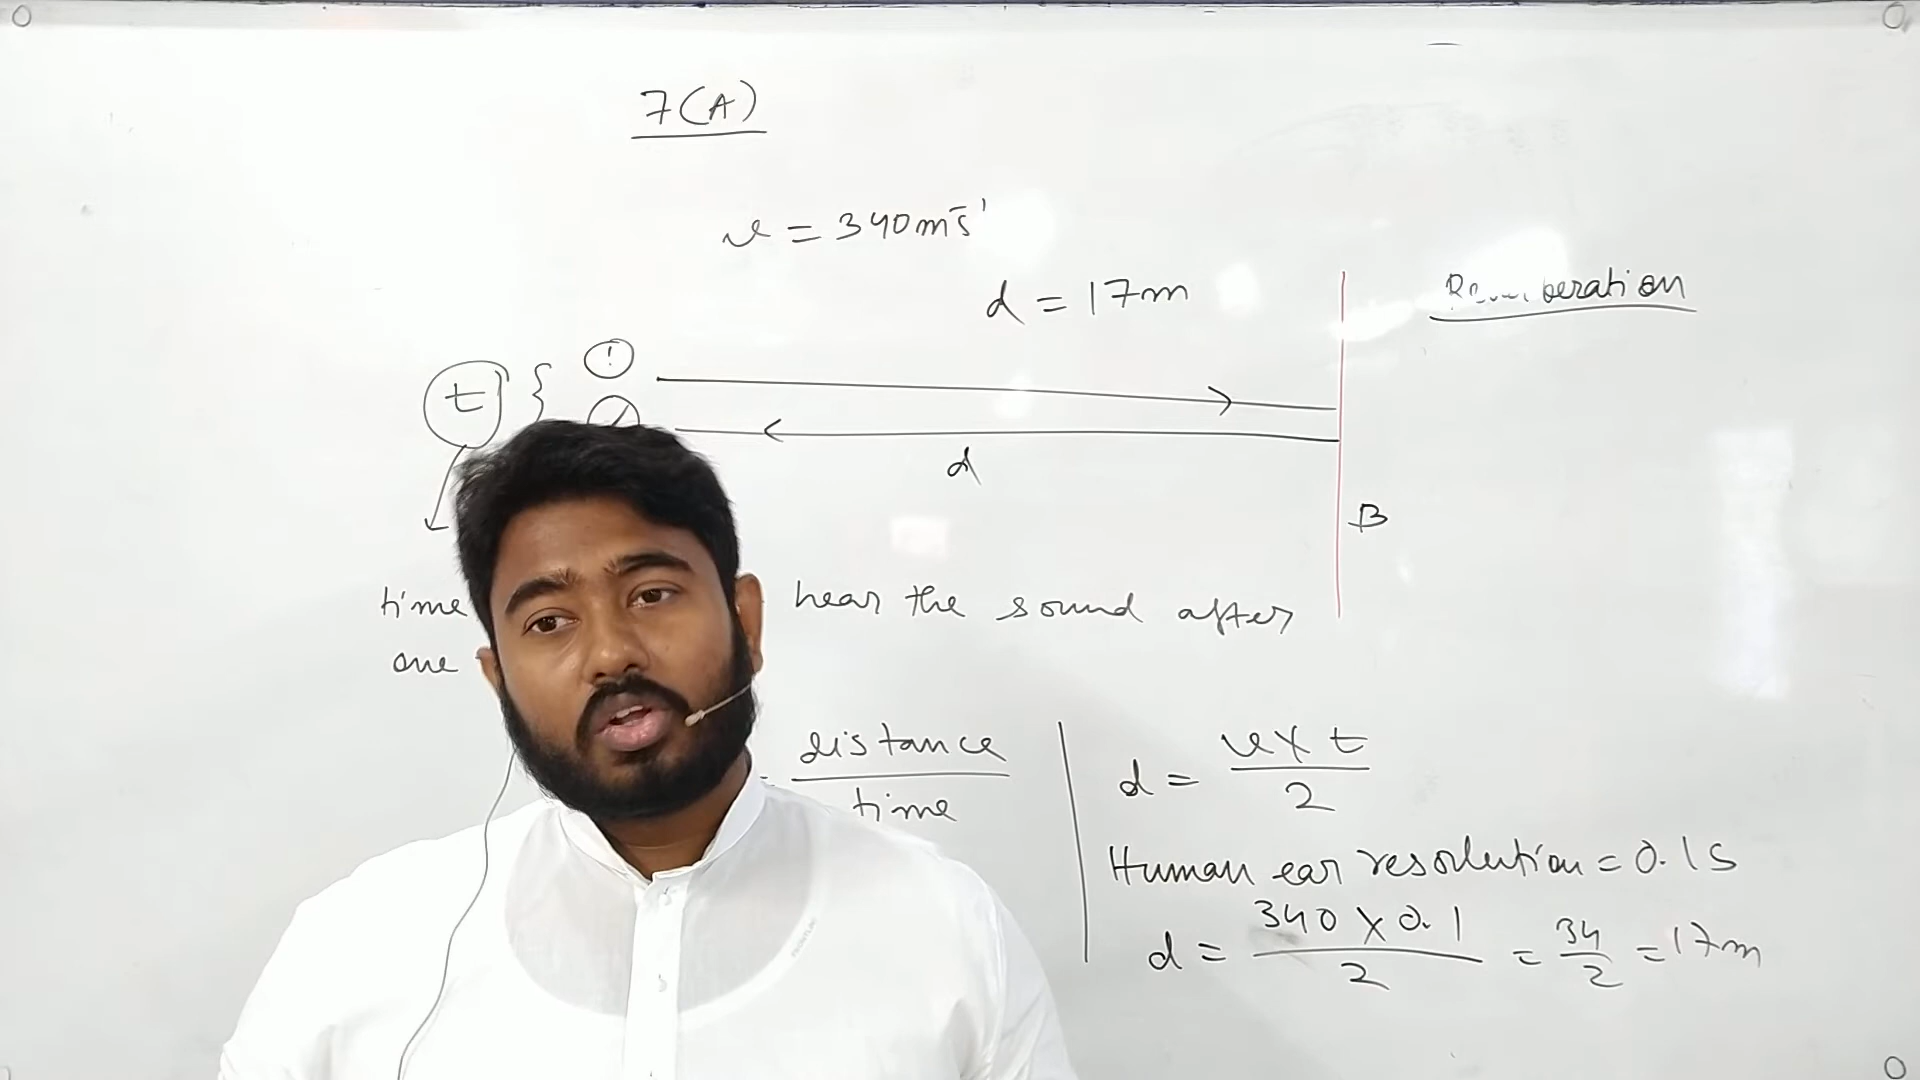 7(A)
v = 340ms⁻¹
d = 17m
beration
t { 1
d
B
time hear the sound after
one
= distance / time
d = v x t / 2
Human ear resolution = 0.1s
d = 340 x 0.1 / 2 = 34 / 2 = 17m